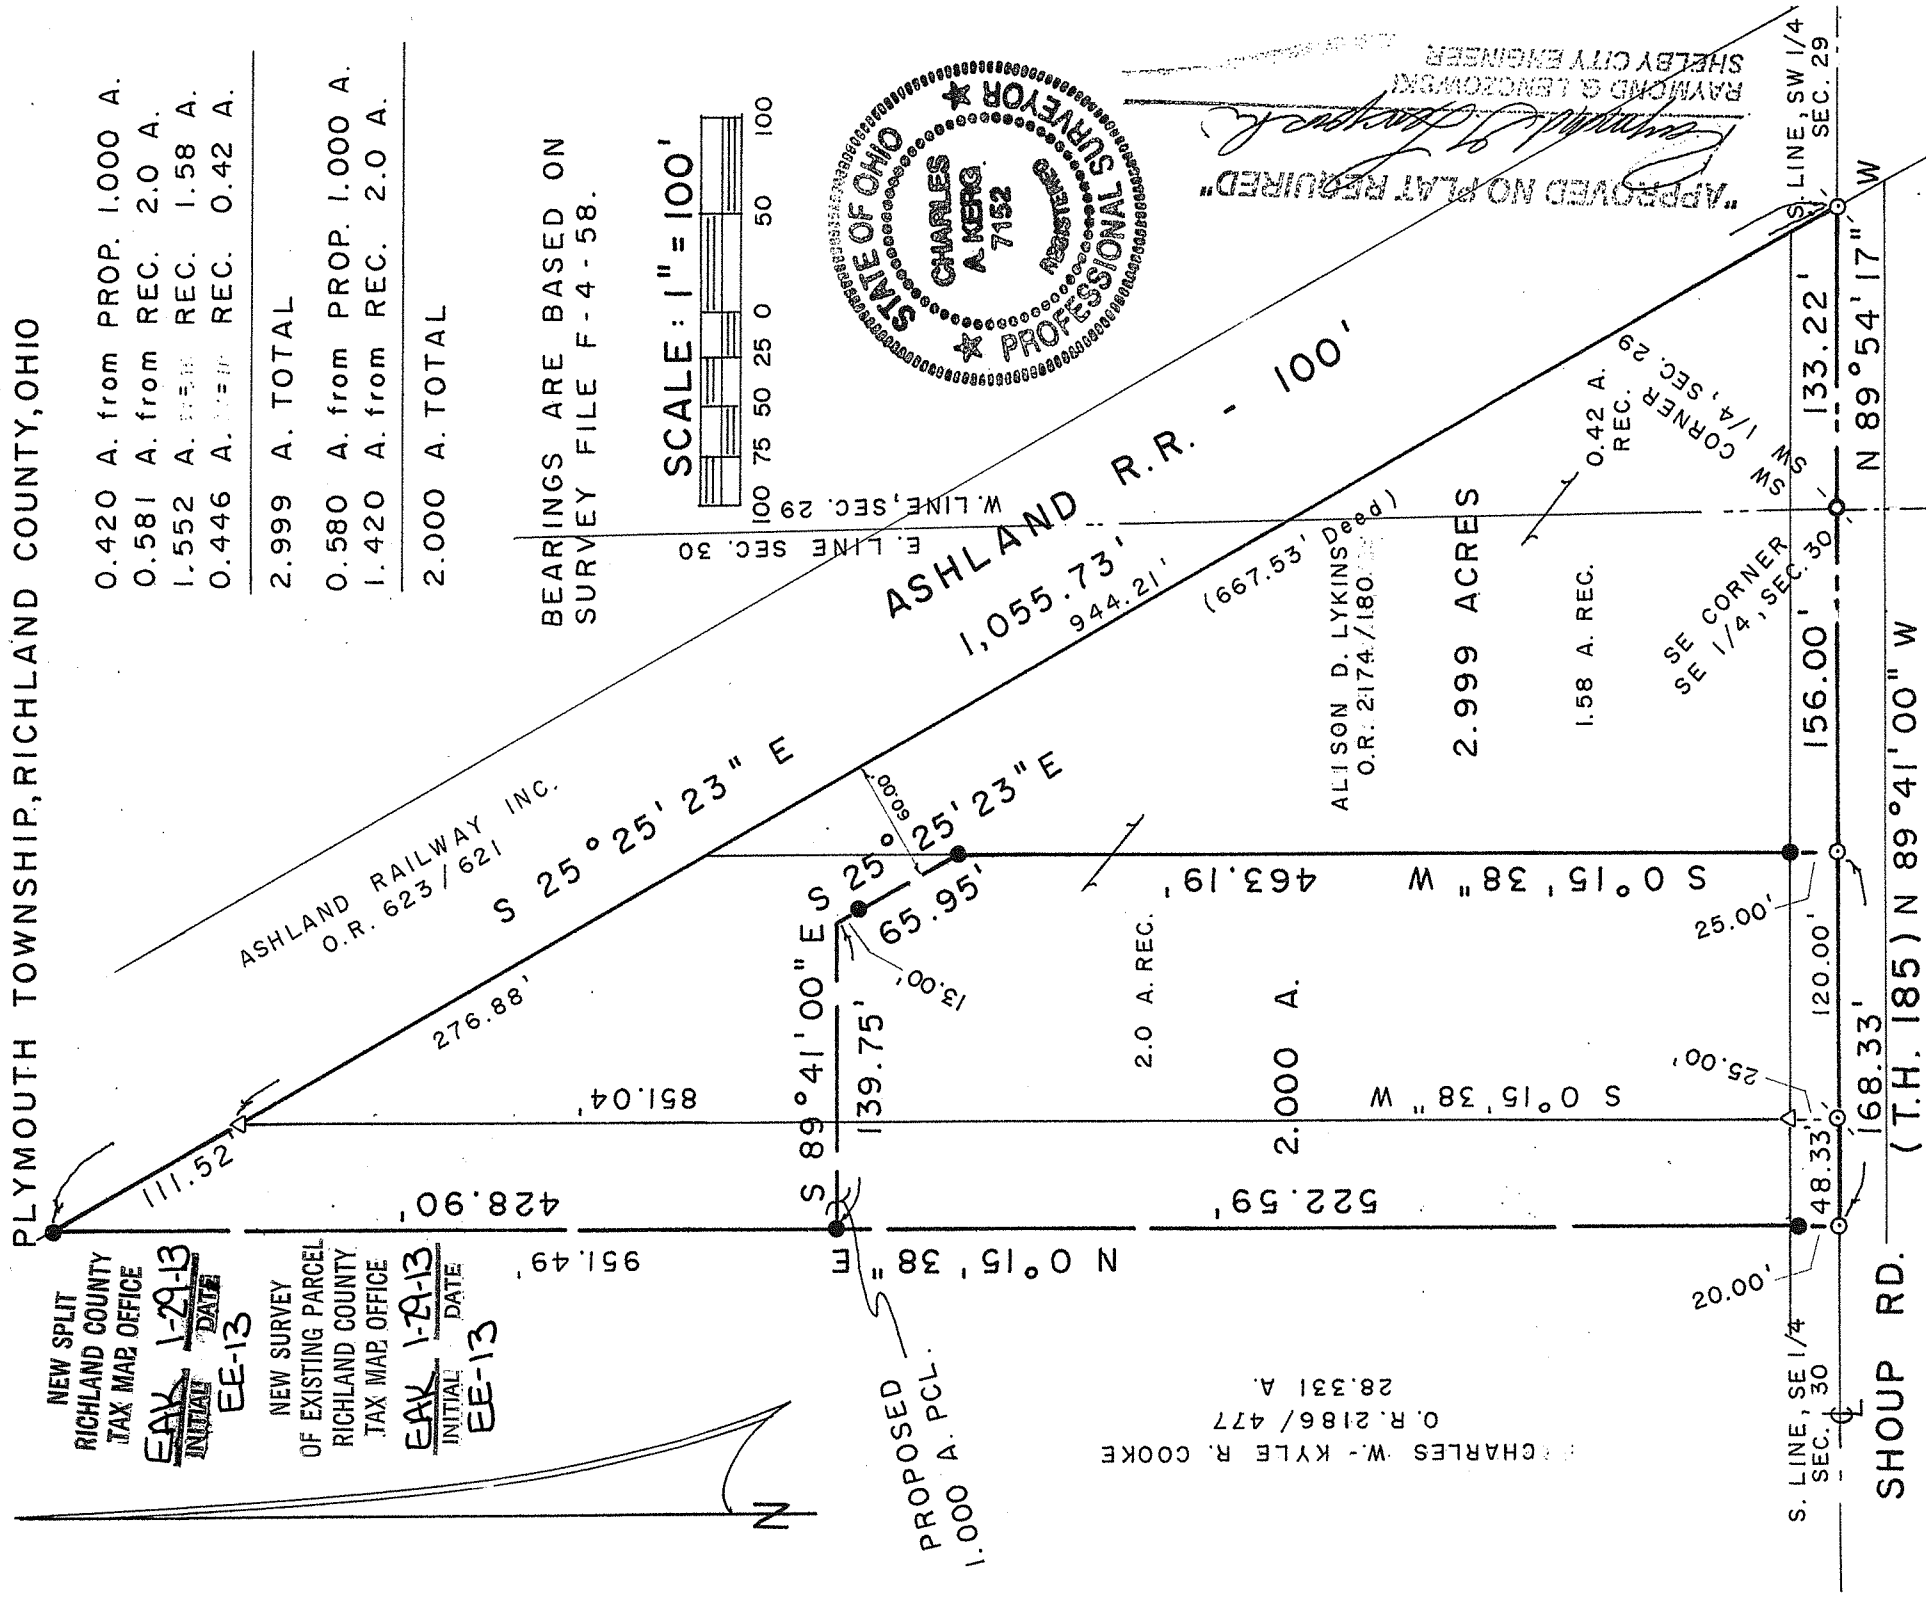 PLYMOUTH TOWNSHIP, RICHLAND COUNTY, OHIO
0.420 A. from PROP. 1.000 A.
0.581 A. from REC. 2.0 A.
1.552 A. REC. 1.58 A.
0.446 A. REC. 0.42 A.
2.999 A. TOTAL
0.580 A. from PROP. 1.000 A.
1.420 A. from REC. 2.0 A.
2.000 A. TOTAL
BEARINGS ARE BASED ON
SURVEY FILE F-4-58.
SCALE: 1" = 100'
100 75 50 25 0 50 100
STATE OF OHIO
CHARLES
A. KERG
7152
REGISTERED
PROFESSIONAL SURVEYOR
"APPROVED NO PLAT REQUIRED"
RAYMOND G. LENCZOWSKI
SHELBY CITY ENGINEER
NEW SPLIT
RICHLAND COUNTY
TAX MAP OFFICE
EAK 1-29-13
INITIAL DATE
EE-13
NEW SURVEY
OF EXISTING PARCEL
RICHLAND COUNTY
TAX MAP OFFICE
EAK 1-29-13
INITIAL DATE
EE-13
N
ASHLAND RAILWAY INC.
O.R. 623/621
S 25° 25' 23" E
111.52'
276.88'
ASHLAND R.R. - 100'
1,055.73'
944.21'
(667.53' Deed)
W. LINE, SEC. 29
E. LINE SEC. 30
951.49'
428.90'
851.04'
60.00'
S 89° 41' 00" E
139.75'
S 25° 25' 23" E
65.95'
13.00'
N 0° 15' 38" E
522.59'
S 0° 15' 38" W
S 0° 15' 38" W
463.19'
PROPOSED
1.000 A. PCL.
2.0 A. REC.
2.000 A.
ALISON D. LYKINS
O.R. 2174/180
2.999 ACRES
1.58 A. REC.
0.42 A.
REC.
CHARLES W.- KYLE R. COOKE
O.R. 2186/477
28.331 A.
SE CORNER
SE 1/4, SEC. 30
SW CORNER
SW 1/4, SEC. 29
S. LINE, SE 1/4
SEC. 30
S. LINE, SW 1/4
SEC. 29
20.00'
25.00'
25.00'
48.33'
120.00'
168.33'
156.00'
133.22'
SHOUP RD. (T.H. 185) N 89° 41' 00" W
N 89° 54' 17" W